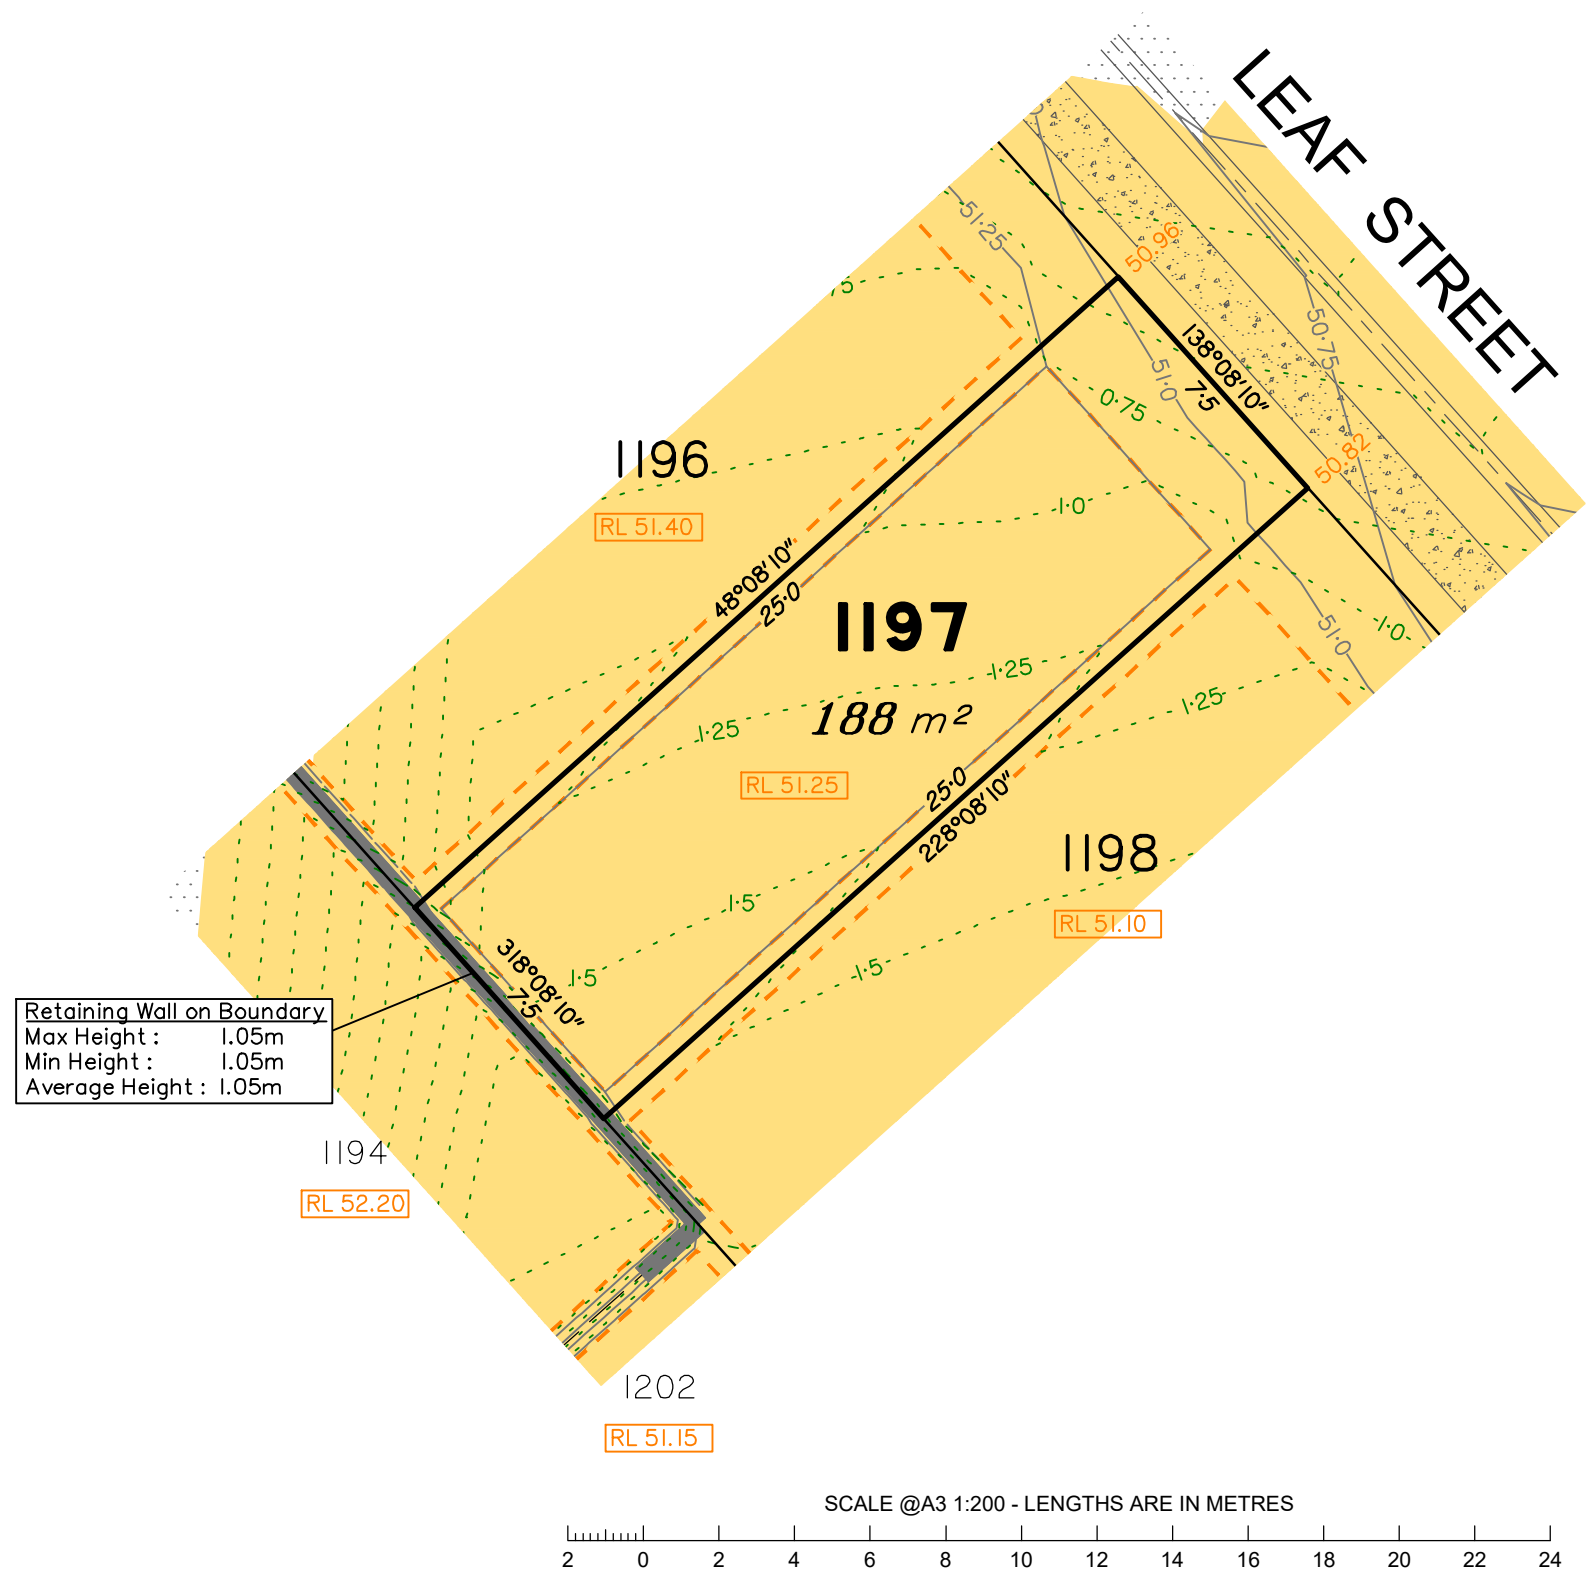 LEAF STREET
50.96
51.25
75
138°08'10"
7.5
51.0
50.75
0.75
50.82
1196
RL 51.40
1.0
48°08'10"
25.0
1197
188 m²
RL 51.25
1.25
1.25
1.25
51.0
1.0
25.0
228°08'10"
1198
RL 51.10
1.5
1.5
1.5
318°08'10"
7.5
Retaining Wall on Boundary
Max Height : 1.05m
Min Height : 1.05m
Average Height : 1.05m
1194
RL 52.20
1202
RL 51.15
SCALE @A3 1:200 - LENGTHS ARE IN METRES
2 0 2 4 6 8 10 12 14 16 18 20 22 24